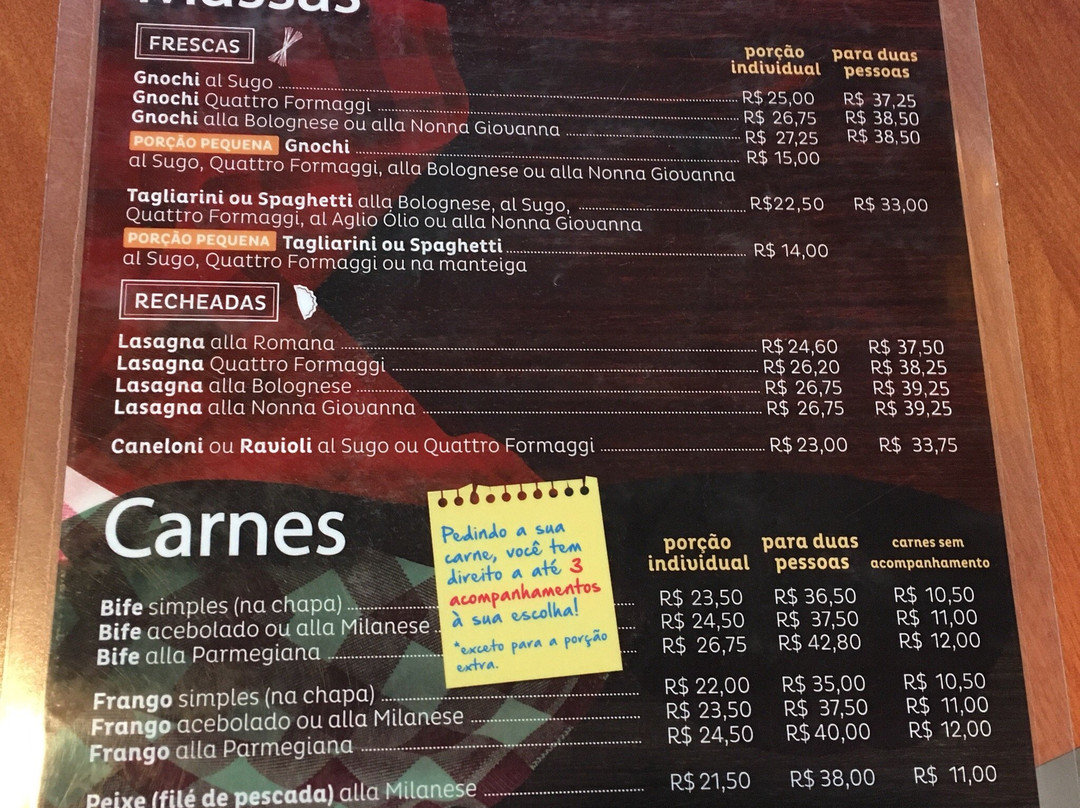 Massas
FRESCAS
porção individual para duas pessoas
Gnochi al Sugo R$ 25,00 R$ 37,25
Gnochi Quattro Formaggi R$ 26,75 R$ 38,50
Gnochi alla Bolognese ou alla Nonna Giovanna R$ 27,25 R$ 38,50
PORÇÃO PEQUENA Gnochi R$ 15,00
al Sugo, Quattro Formaggi, alla Bolognese ou alla Nonna Giovanna
Tagliarini ou Spaghetti alla Bolognese, al Sugo, R$22,50 R$ 33,00
Quattro Formaggi, al Aglio Ólio ou alla Nonna Giovanna
PORÇÃO PEQUENA Tagliarini ou Spaghetti R$ 14,00
al Sugo, Quattro Formaggi ou na manteiga
RECHEADAS
Lasagna alla Romana R$ 24,60 R$ 37,50
Lasagna Quattro Formaggi R$ 26,20 R$ 38,25
Lasagna alla Bolognese R$ 26,75 R$ 39,25
Lasagna alla Nonna Giovanna R$ 26,75 R$ 39,25
Caneloni ou Ravioli al Sugo ou Quattro Formaggi R$ 23,00 R$ 33,75
Carnes
Pedindo a sua
carne, você tem
direito a até 3
acompanhamentos
à sua escolha!
*exceto para a porção
extra.
porção individual para duas pessoas carnes sem acompanhamento
Bife simples (na chapa) R$ 23,50 R$ 36,50 R$ 10,50
Bife acebolado ou alla Milanese R$ 24,50 R$ 37,50 R$ 11,00
Bife alla Parmegiana R$ 26,75 R$ 42,80 R$ 12,00
Frango simples (na chapa) R$ 22,00 R$ 35,00 R$ 10,50
Frango acebolado ou alla Milanese R$ 23,50 R$ 37,50 R$ 11,00
Frango alla Parmegiana R$ 24,50 R$ 40,00 R$ 12,00
Peixe (filé de pescada) alla Milanese R$ 21,50 R$ 38,00 R$ 11,00